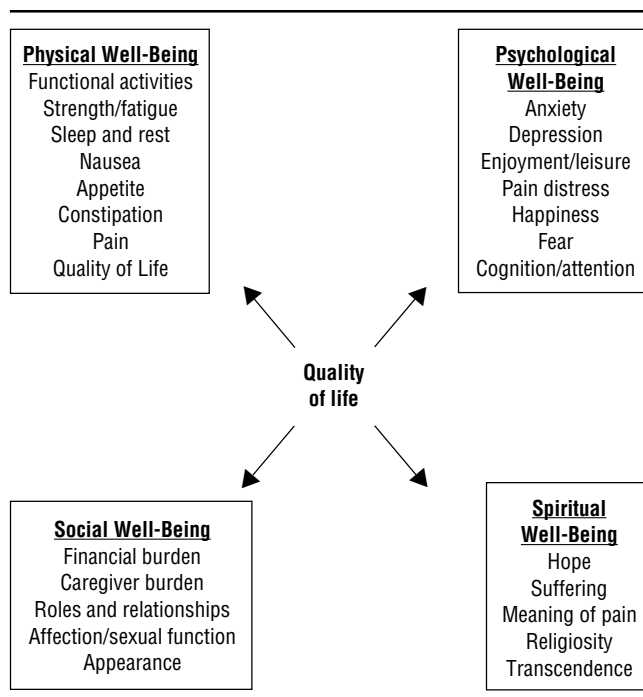 Physical Well-Being
Functional activities
Strength/fatigue
Sleep and rest
Nausea
Appetite
Constipation
Pain
Quality of Life
Psychological
Well-Being
Anxiety
Depression
Enjoyment/leisure
Pain distress
Happiness
Fear
Cognition/attention
Quality
of life
Social Well-Being
Financial burden
Caregiver burden
Roles and relationships
Affection/sexual function
Appearance
Spiritual
Well-Being
Hope
Suffering
Meaning of pain
Religiosity
Transcendence